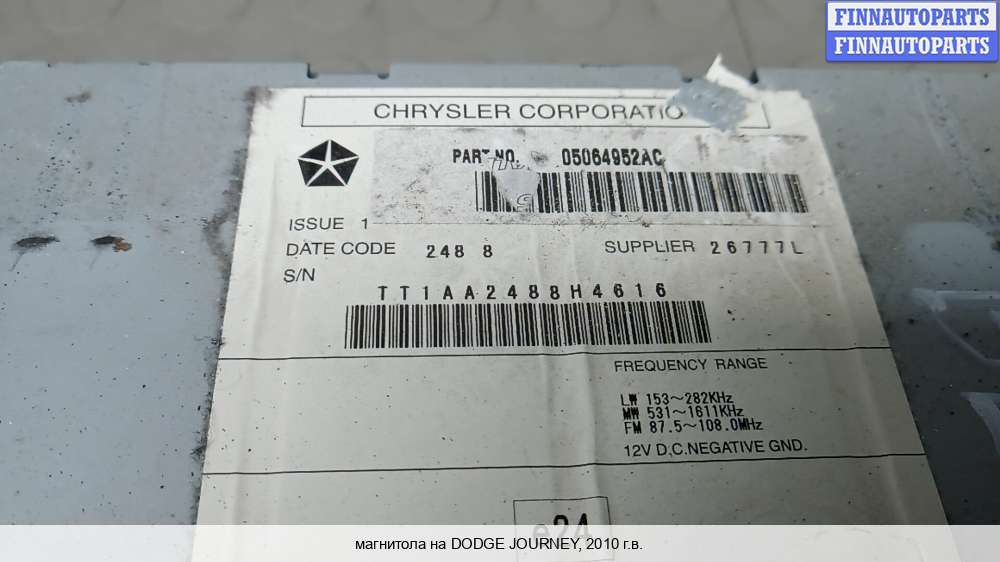 FINNAUTOPARTS
FINNAUTOPARTS
CHRYSLER CORPORATIO
PART NO. 05064952AC
ISSUE 1
DATE CODE 248 8 SUPPLIER 26777L
S/N
TT1AA2488H4616
FREQUENCY RANGE
LW 153~282KHz
MW 531~1611KHz
FM 87.5~108.0MHz
12V D.C.NEGATIVE GND.
e24
магнитола на DODGE JOURNEY, 2010 г.в.